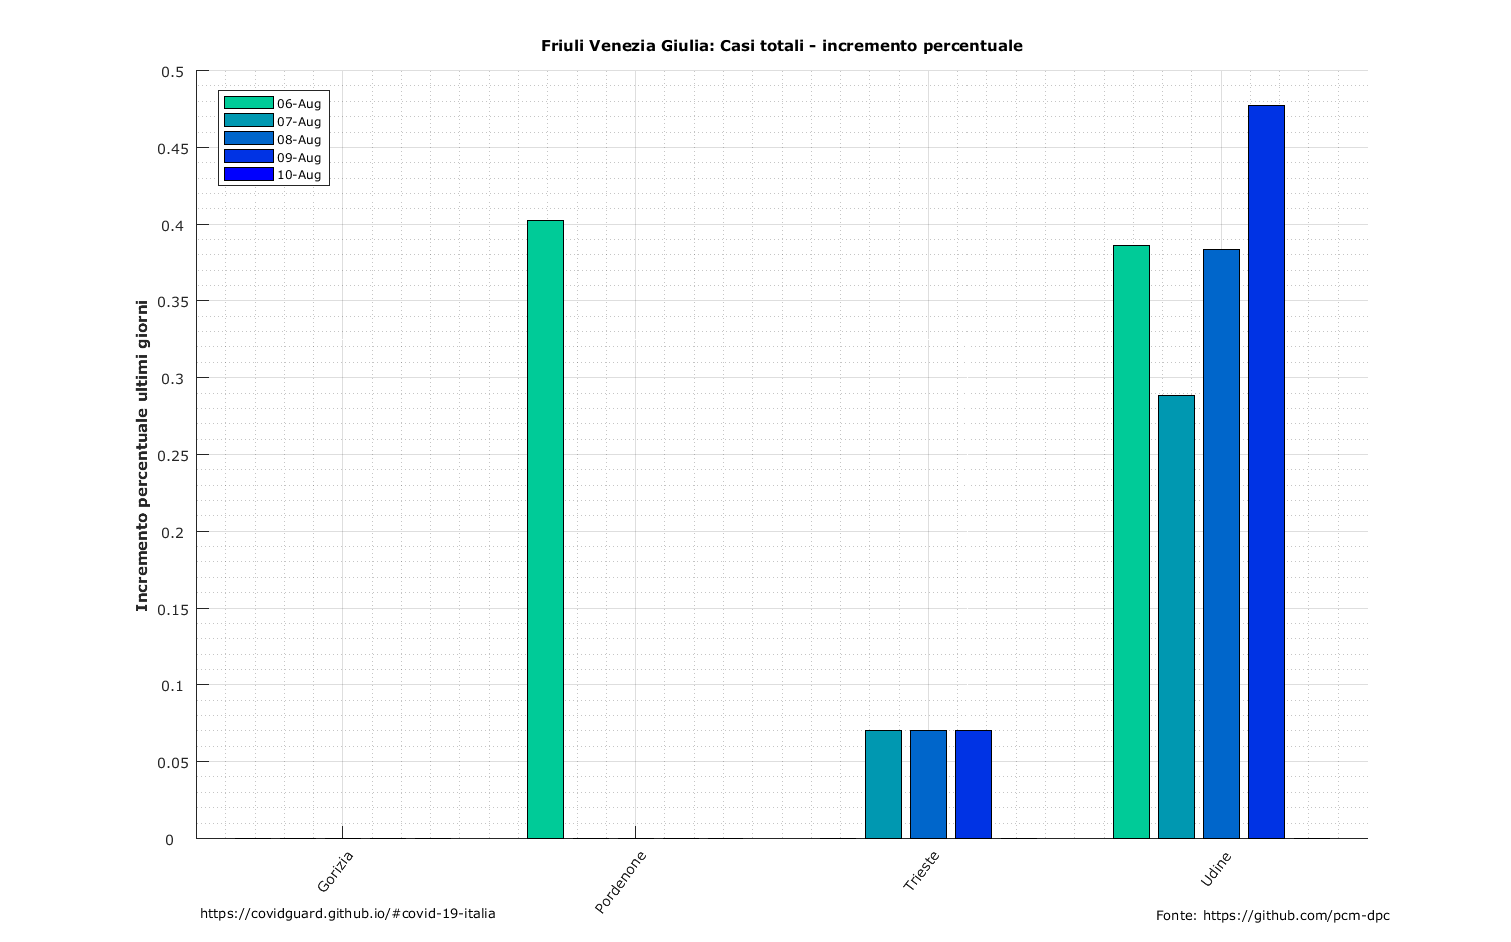 Friuli Venezia Giulia: Casi totali - incremento percentuale
Incremento percentuale ultimi giorni
0.5
0.45
0.4
0.35
0.3
0.25
0.2
0.15
0.1
0.05
0
06-Aug
07-Aug
08-Aug
09-Aug
10-Aug
Gorizia
Pordenone
Trieste
Udine
https://covidguard.github.io/#covid-19-italia
Fonte: https://github.com/pcm-dpc